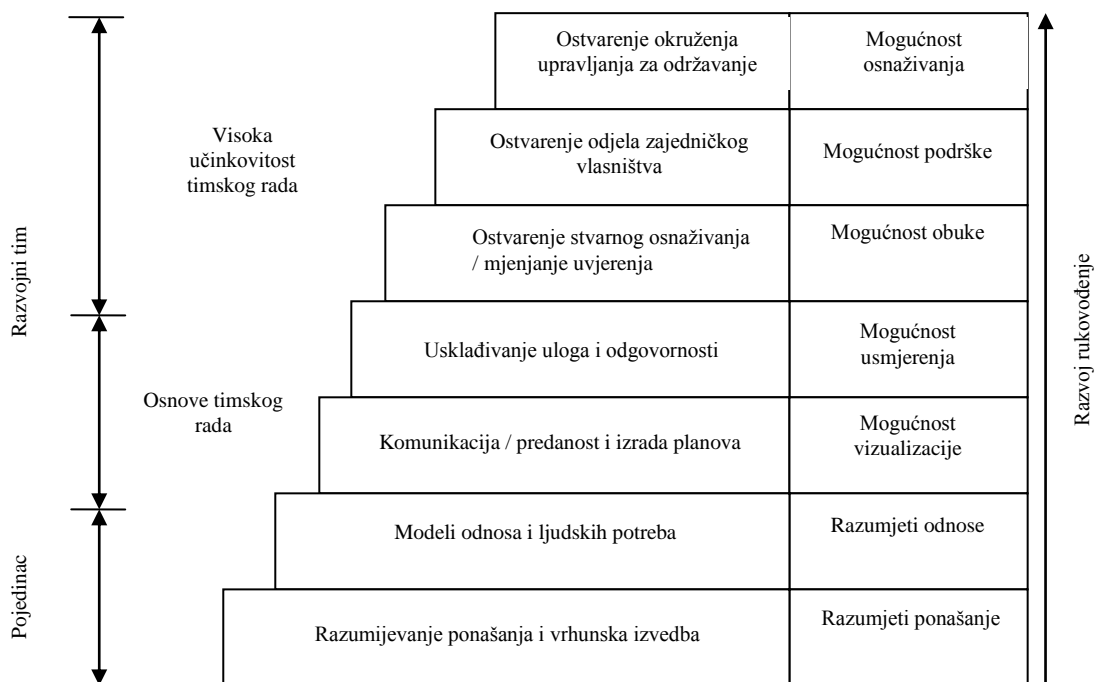 Ostvarenje okruženja
upravljanja za održavanje
Mogućnost
osnaživanja
Visoka
učinkovitost
timskog rada
Ostvarenje odjela zajedničkog
vlasništva
Mogućnost podrške
Ostvarenje stvarnog osnaživanja
/ mjenjanje uvjerenja
Mogućnost obuke
Razvojni tim
Usklađivanje uloga i odgovornosti
Mogućnost
usmjerenja
Razvoj rukovođenje
Osnove timskog
rada
Komunikacija / predanost i izrada planova
Mogućnost
vizualizacije
Modeli odnosa i ljudskih potreba
Razumjeti odnose
Pojedinac
Razumijevanje ponašanja i vrhunska izvedba
Razumjeti ponašanje